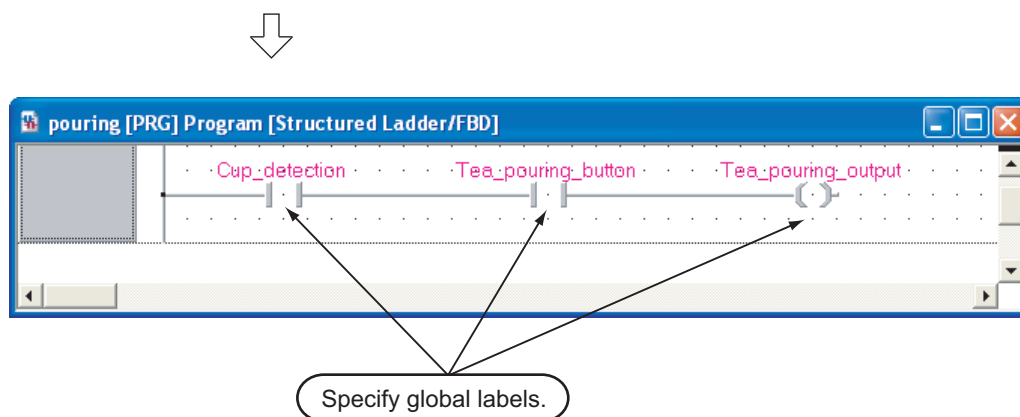 pouring [PRG] Program [Structured Ladder/FBD]
Cup_detection Tea_pouring_button Tea_pouring_output
Specify global labels.